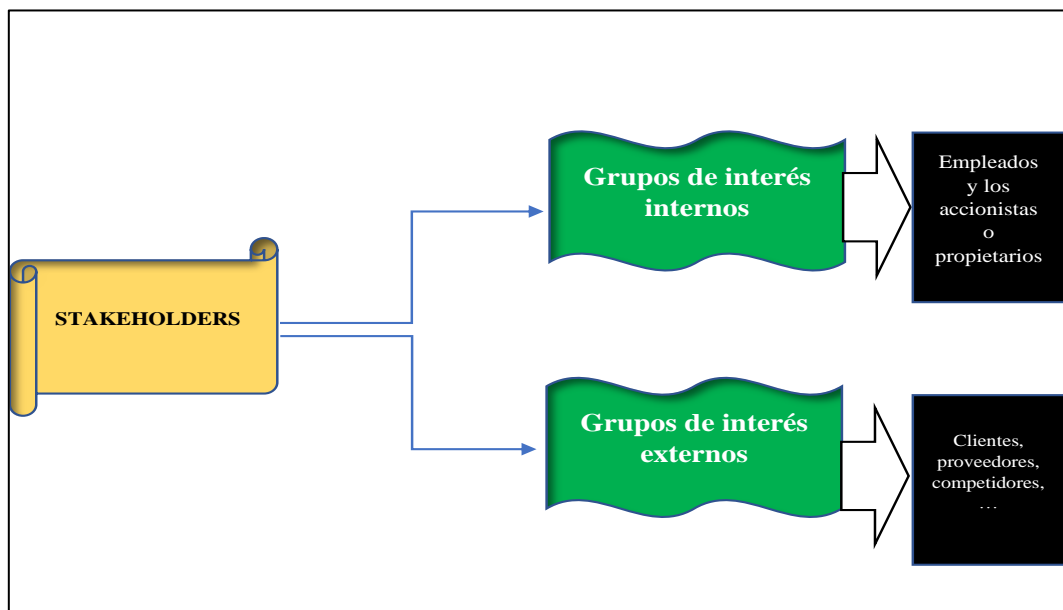 STAKEHOLDERS
Grupos de interés
internos
Empleados
y los
accionistas
o
propietarios
Grupos de interés
externos
Clientes,
proveedores,
competidores,
…